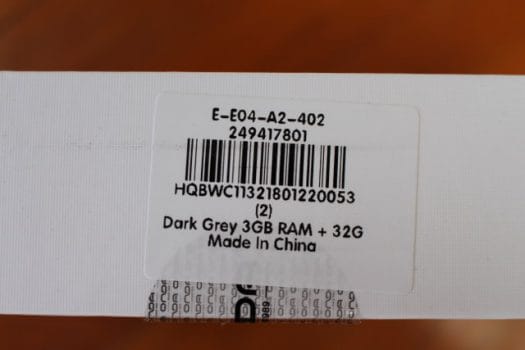 E-E04-A2-402
249417801
HQBWC11321801220053
(2)
Dark Grey 3GB RAM + 32G
Made In China